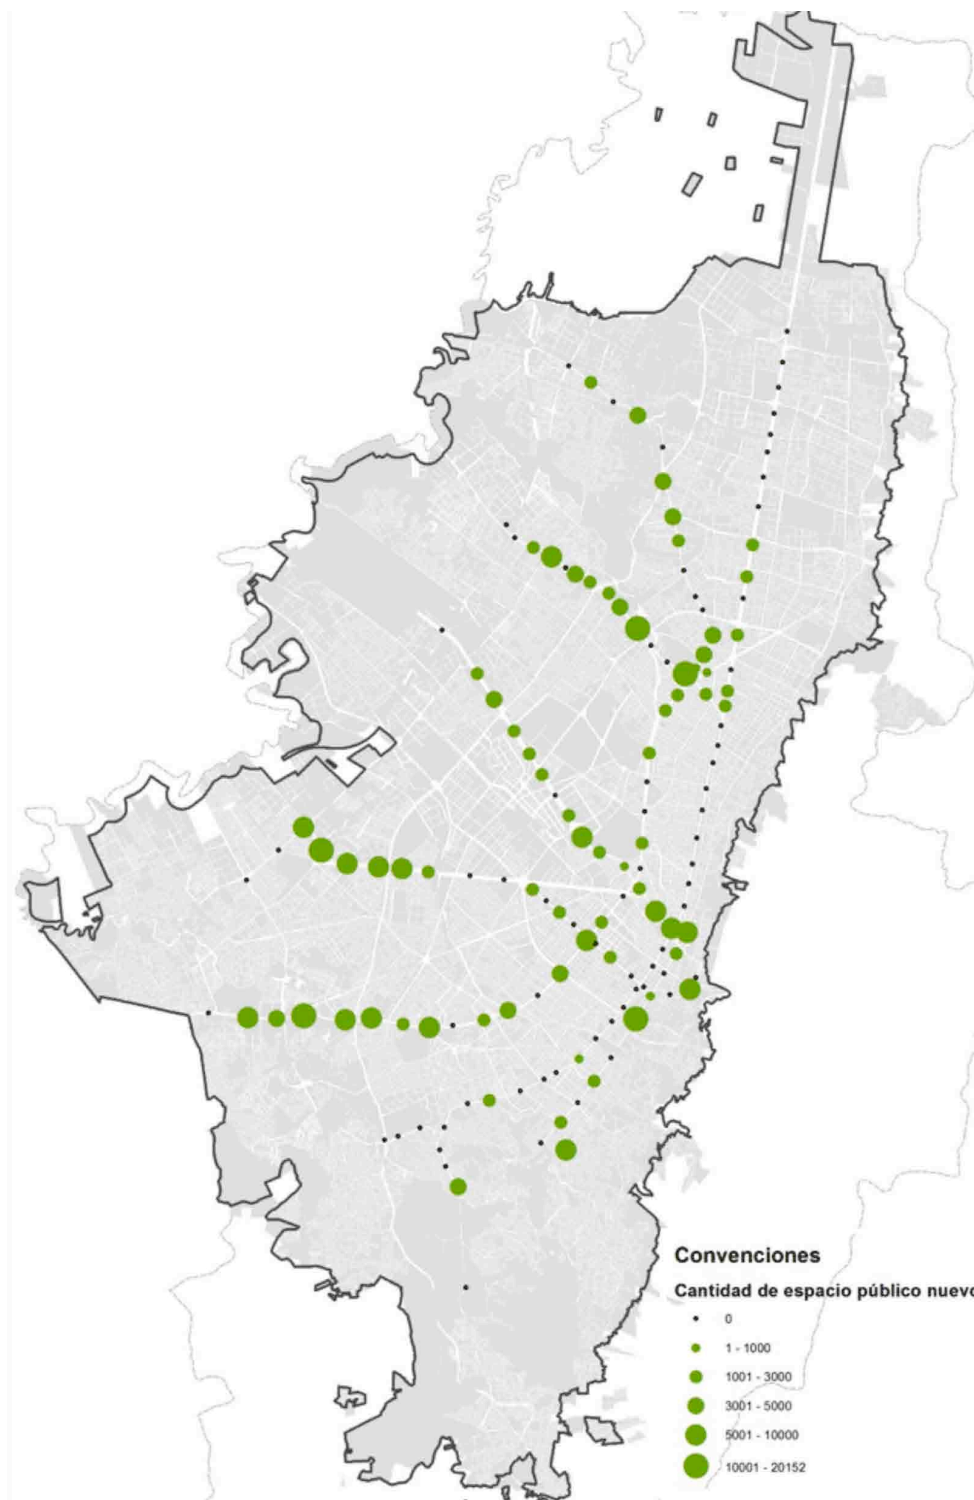 Convenciones
Cantidad de espacio público nuevo
0
1 - 1000
1001 - 3000
3001 - 5000
5001 - 10000
10001 - 20152